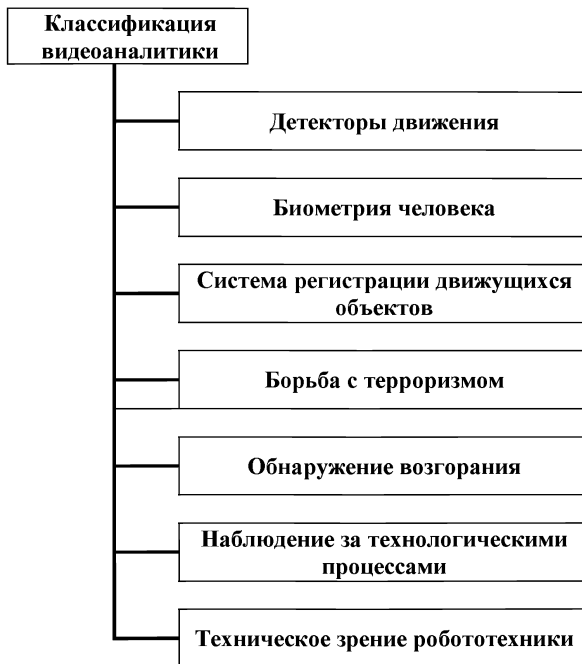 Классификация
видеоаналитики
Детекторы движения
Биометрия человека
Система регистрации движущихся
объектов
Борьба с терроризмом
Обнаружение возгорания
Наблюдение за технологическими
процессами
Техническое зрение робототехники